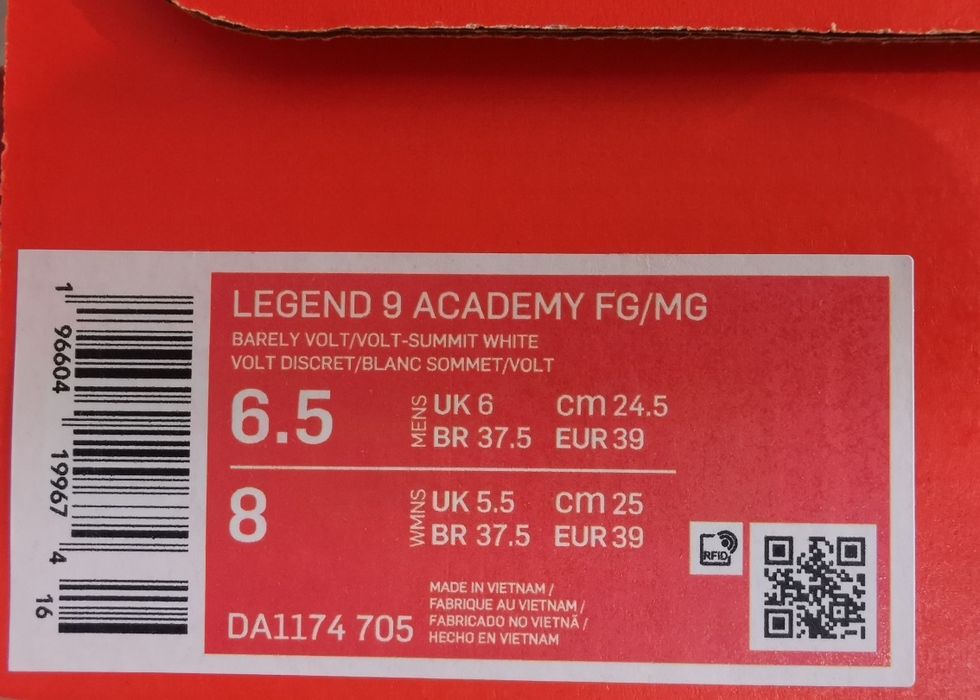 1 96604 19967 4
16
LEGEND 9 ACADEMY FG/MG
BARELY VOLT/VOLT-SUMMIT WHITE
VOLT DISCRET/BLANC SOMMET/VOLT
6.5
MENS
UK 6 cm 24.5
BR 37.5 EUR 39
8
WMNS
UK 5.5 cm 25
BR 37.5 EUR 39
RFID
DA1174 705
MADE IN VIETNAM /
FABRIQUE AU VIETNAM /
FABRICADO NO VIETNÃ /
HECHO EN VIETNAM